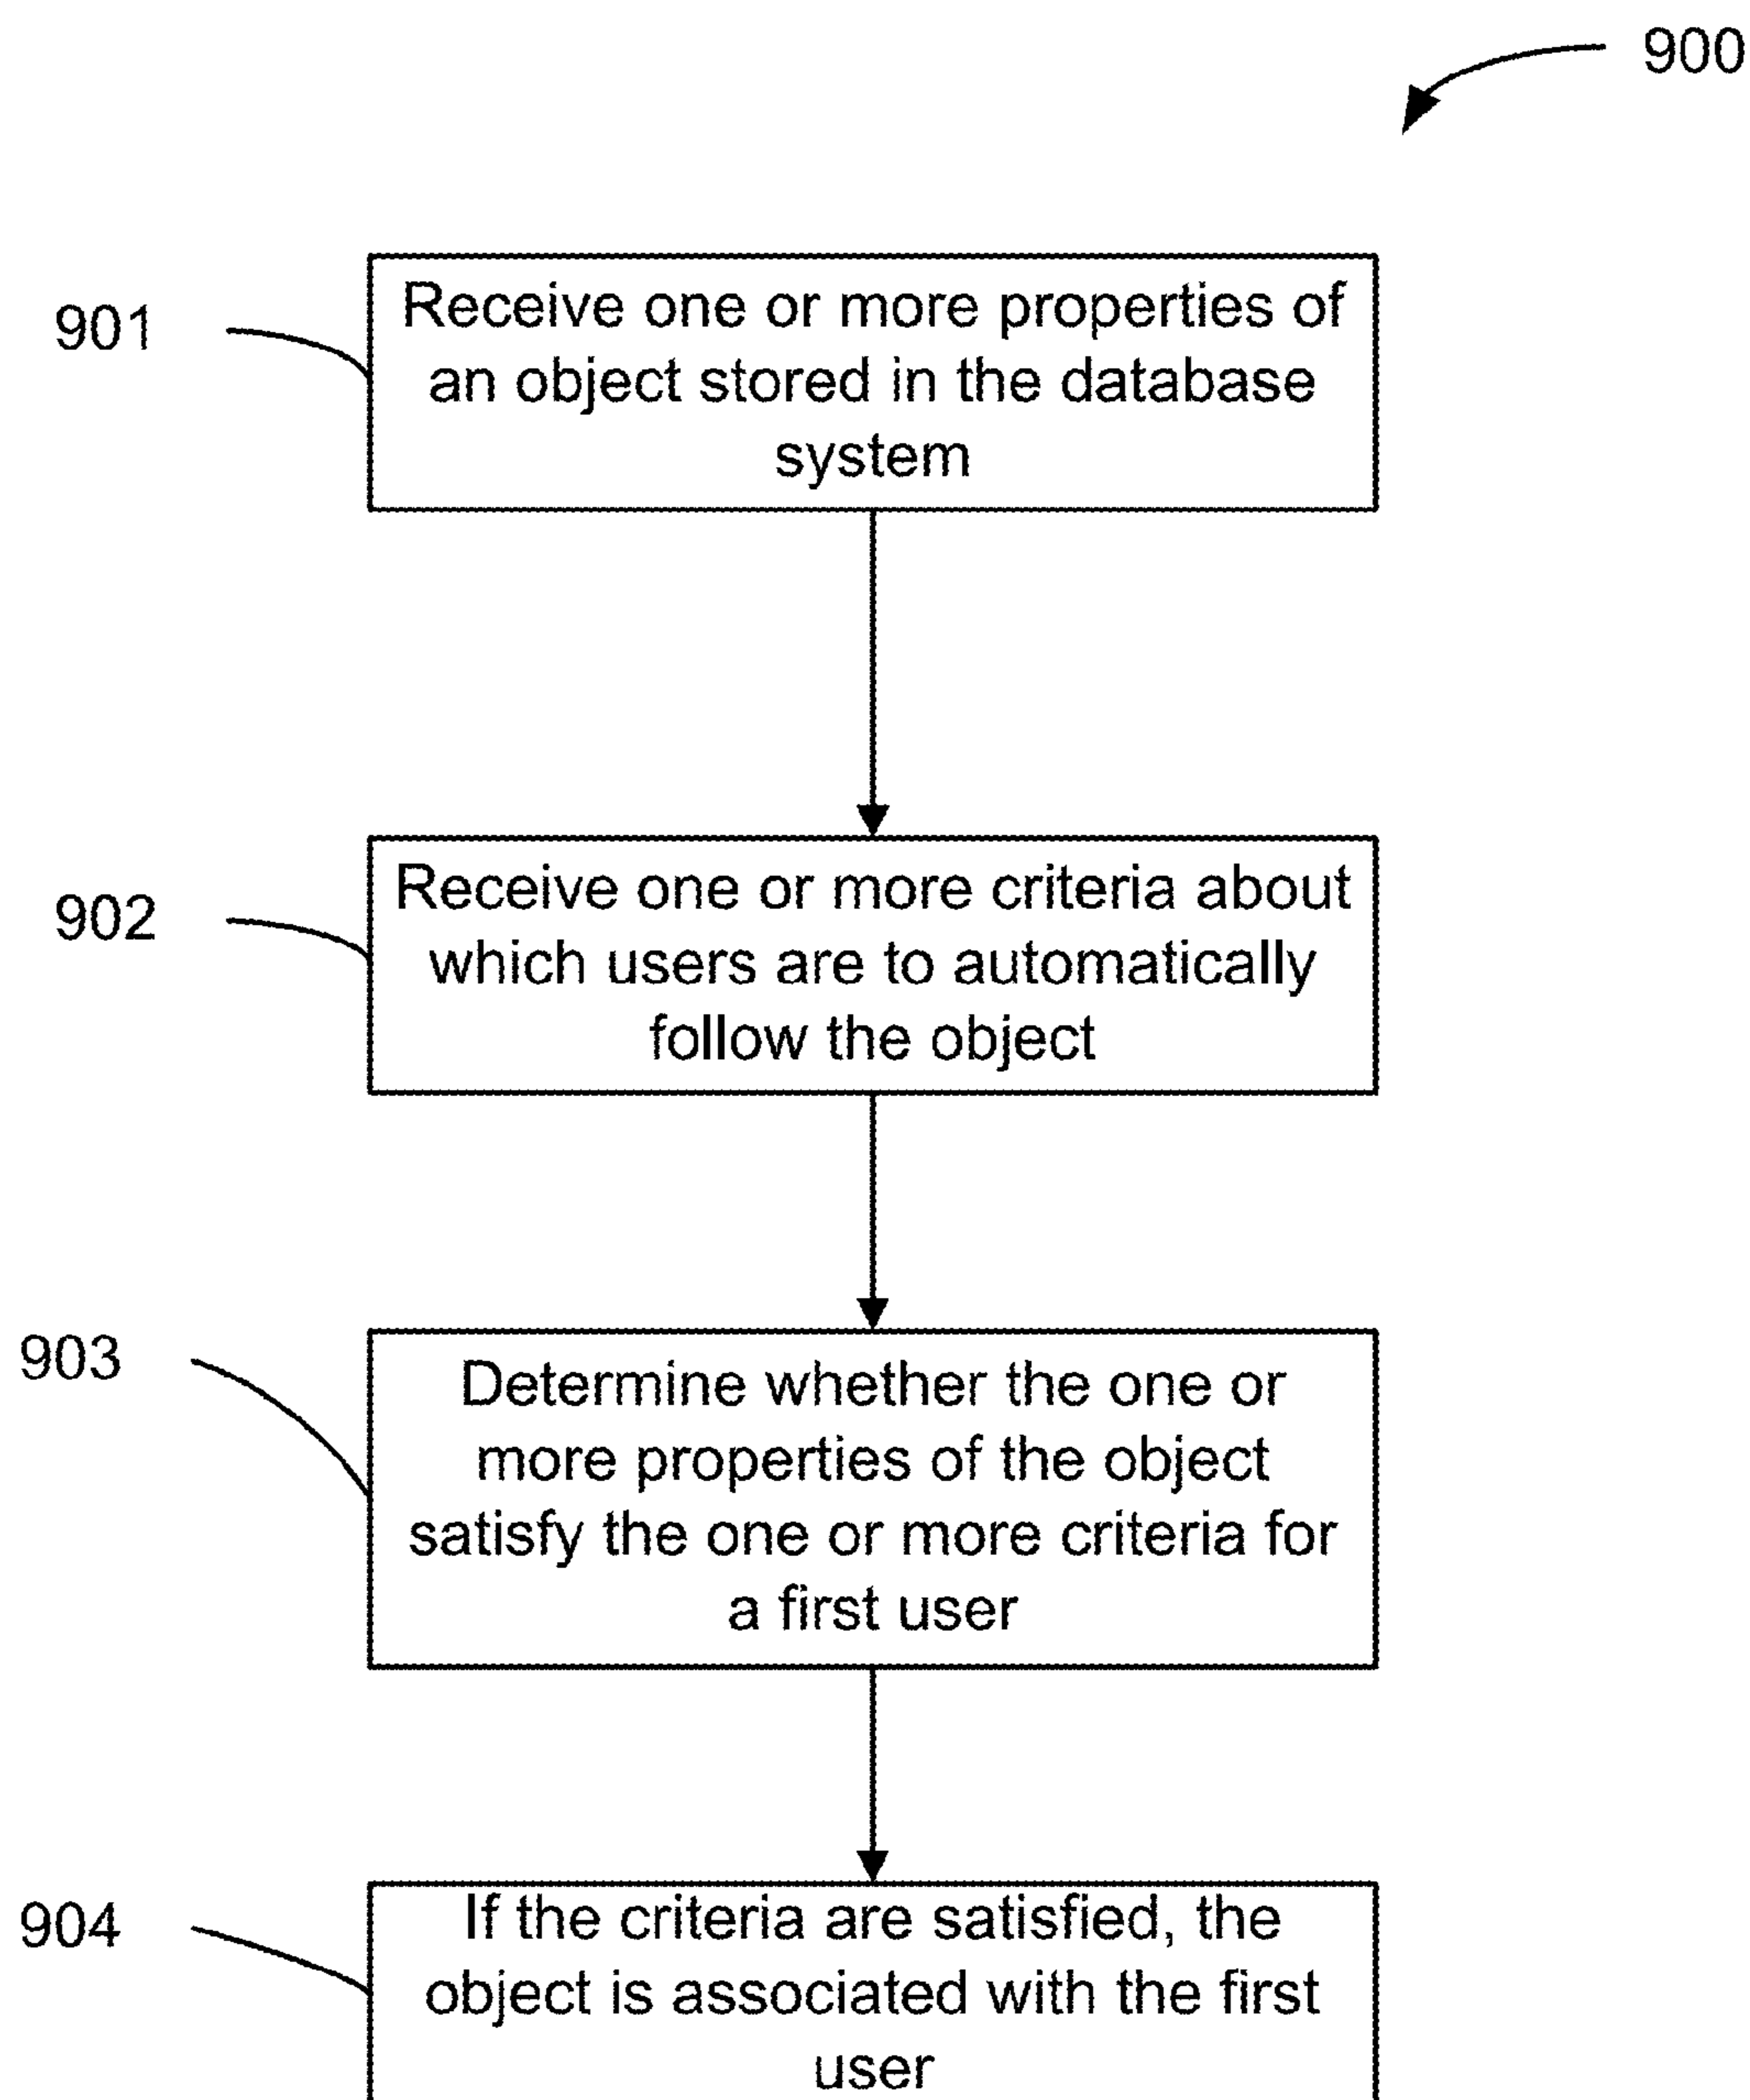 900
901
Receive one or more properties of
an object stored in the database
system
902
Receive one or more criteria about
which users are to automatically
follow the object
903
Determine whether the one or
more properties of the object
satisfy the one or more criteria for
a first user
904
If the criteria are satisfied, the
object is associated with the first
user